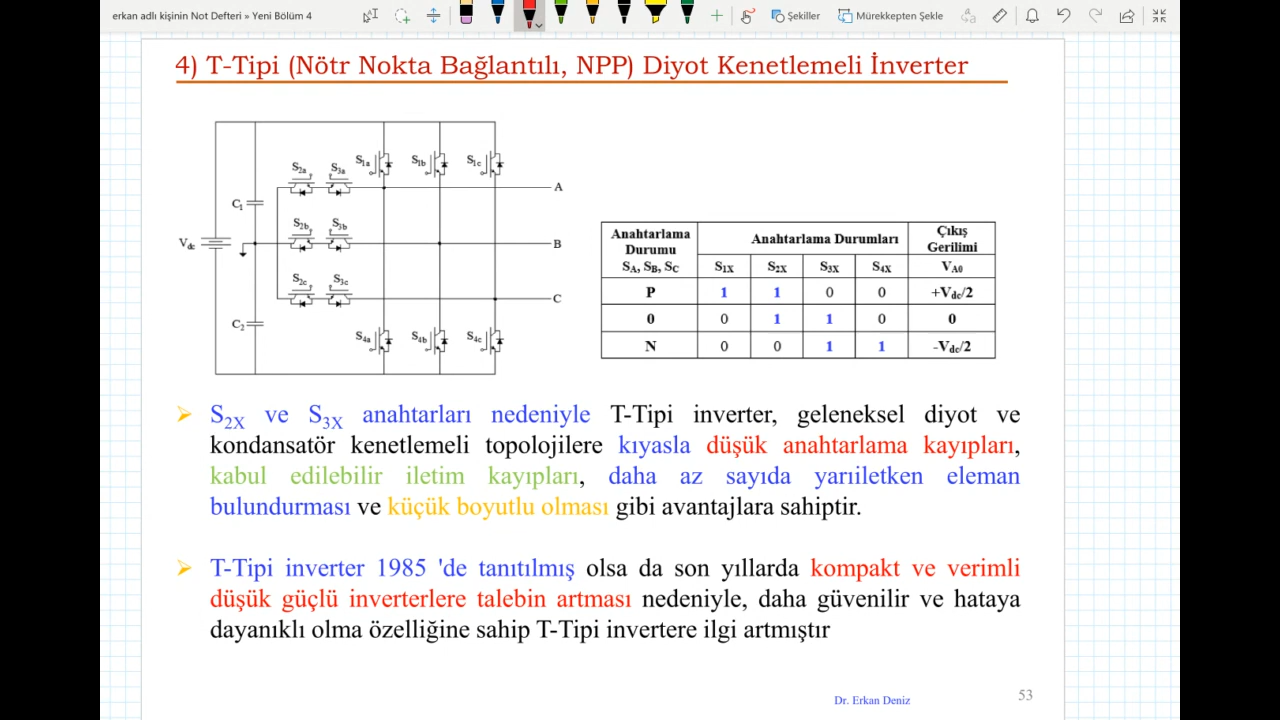 erkan adlı kişinin Not Defteri » Yeni Bölüm 4
Şekiller
Mürekkepten Şekle
4) T-Tipi (Nötr Nokta Bağlantılı, NPP) Diyot Kenetlemeli İnverter
S1a S1b S1c
S2a S3a
A
C1
S2b S3b
Vdc
B
S2c S3c
C
C2
S4a S4b S4c
Anahtarlama Durumu SA, SB, SC
Anahtarlama Durumları
Çıkış Gerilimi
S1X S2X S3X S4X VA0
P 1 1 0 0 +Vdc/2
0 0 1 1 0 0
N 0 0 1 1 -Vdc/2
S2X ve S3X anahtarları nedeniyle T-Tipi inverter, geleneksel diyot ve
kondansatör kenetlemeli topolojilere kıyasla düşük anahtarlama kayıpları,
kabul edilebilir iletim kayıpları, daha az sayıda yarıiletken eleman
bulundurması ve küçük boyutlu olması gibi avantajlara sahiptir.
T-Tipi inverter 1985 'de tanıtılmış olsa da son yıllarda kompakt ve verimli
düşük güçlü inverterlere talebin artması nedeniyle, daha güvenilir ve hataya
dayanıklı olma özelliğine sahip T-Tipi invertere ilgi artmıştır
Dr. Erkan Deniz
53